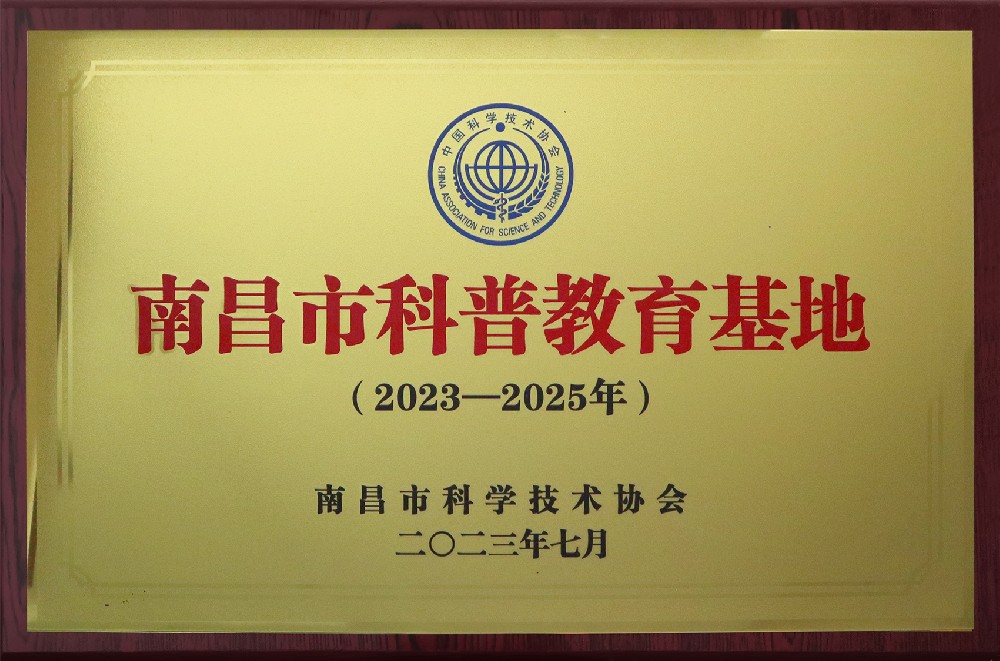 中国科学技术协会
CHINA ASSOCIATION FOR SCIENCE AND TECHNOLOGY
南昌市科普教育基地
（2023—2025年）
南昌市科学技术协会
二〇二三年七月